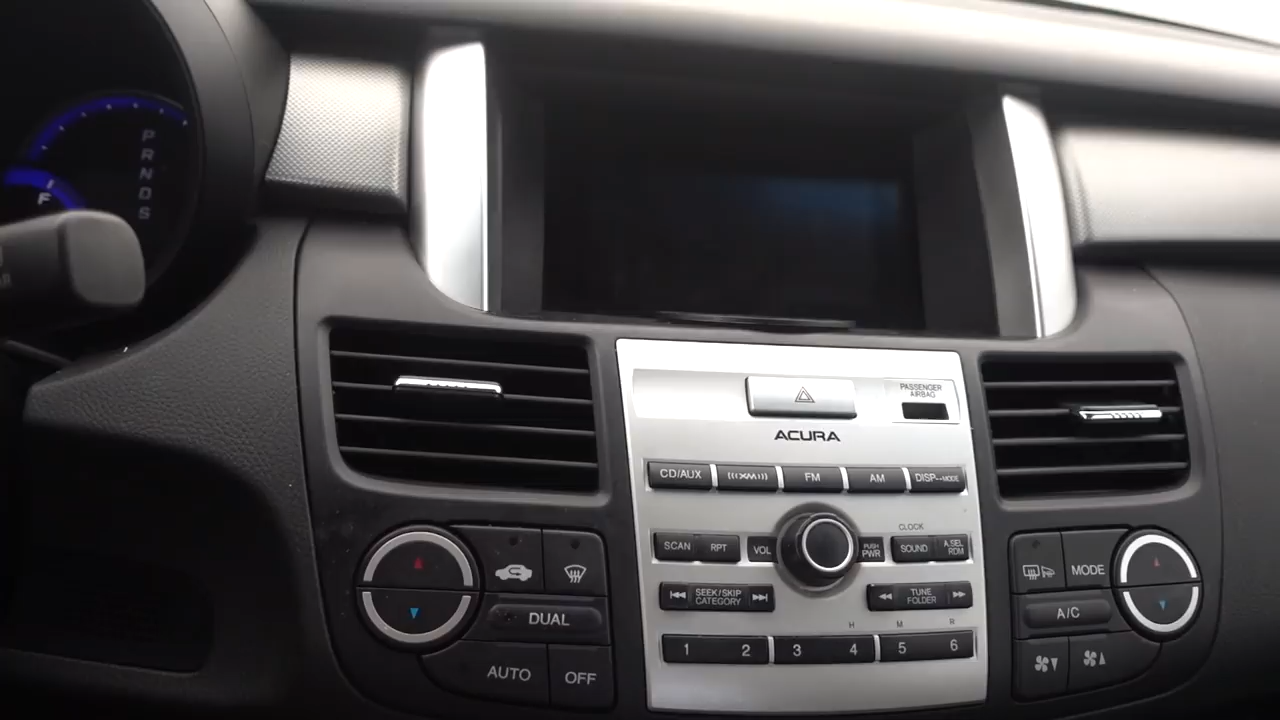 P
R
N
D
S
F
PASSENGER
AIRBAG
ACURA
CD/AUX
XM
FM
AM
DISP--MODE
SCAN
RPT
VOL
PUSH
PWR
CLOCK
SOUND
A.SEL
RDM
SEEK/SKIP
CATEGORY
TUNE
FOLDER
H
M
R
1
2
3
4
5
6
DUAL
AUTO
OFF
MODE
A/C